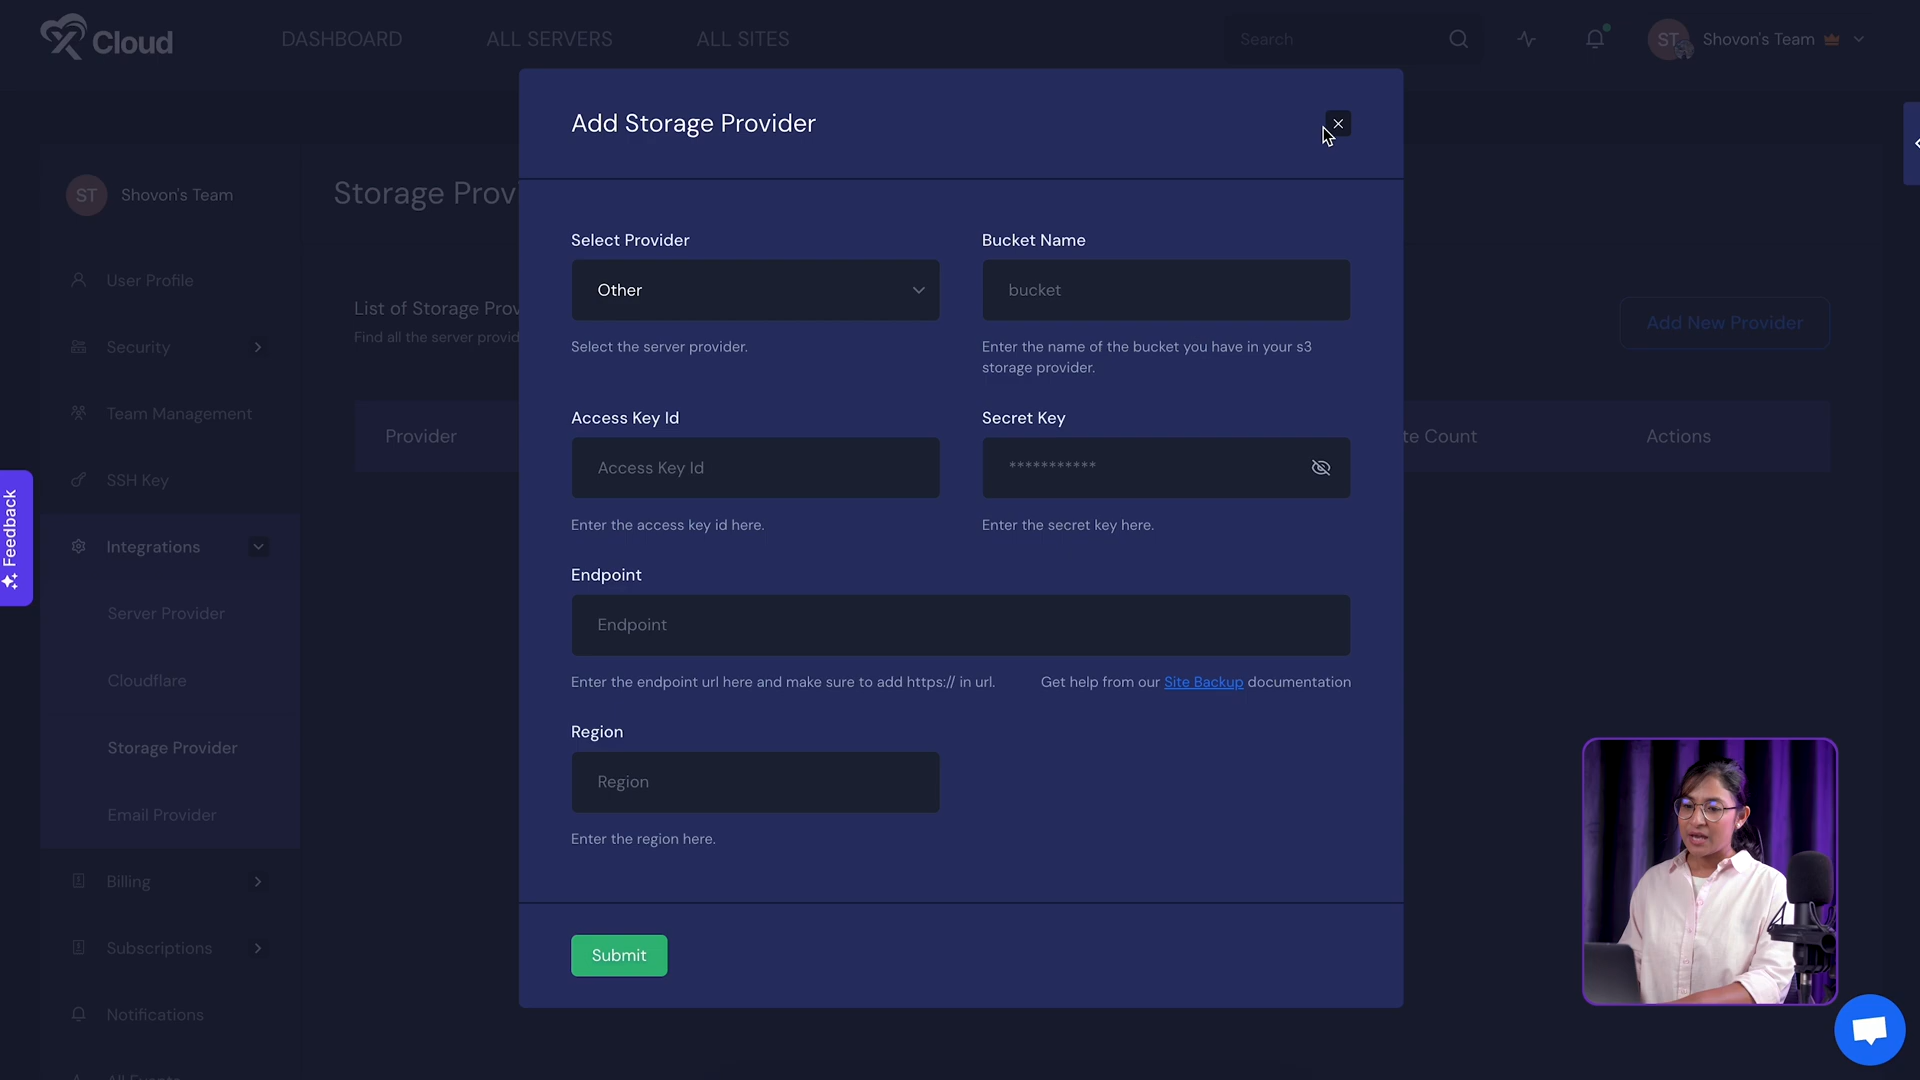 Cloud
DASHBOARD
ALL SERVERS
ALL SITES
Search
ST
Shovon's Team
Add Storage Provider
ST
Shovon's Team
Storage Prov
User Profile
Security
Team Management
SSH Key
Integrations
Server Provider
Cloudflare
Storage Provider
Email Provider
Billing
Subscriptions
Notifications
Feedback
List of Storage Prov
Find all the server provid
Add New Provider
Provider
te Count
Actions
Select Provider
Other
Select the server provider.
Bucket Name
bucket
Enter the name of the bucket you have in your s3
storage provider.
Access Key Id
Access Key Id
Enter the access key id here.
Secret Key
***********
Enter the secret key here.
Endpoint
Endpoint
Enter the endpoint url here and make sure to add https:// in url.
Get help from our Site Backup documentation
Region
Region
Enter the region here.
Submit